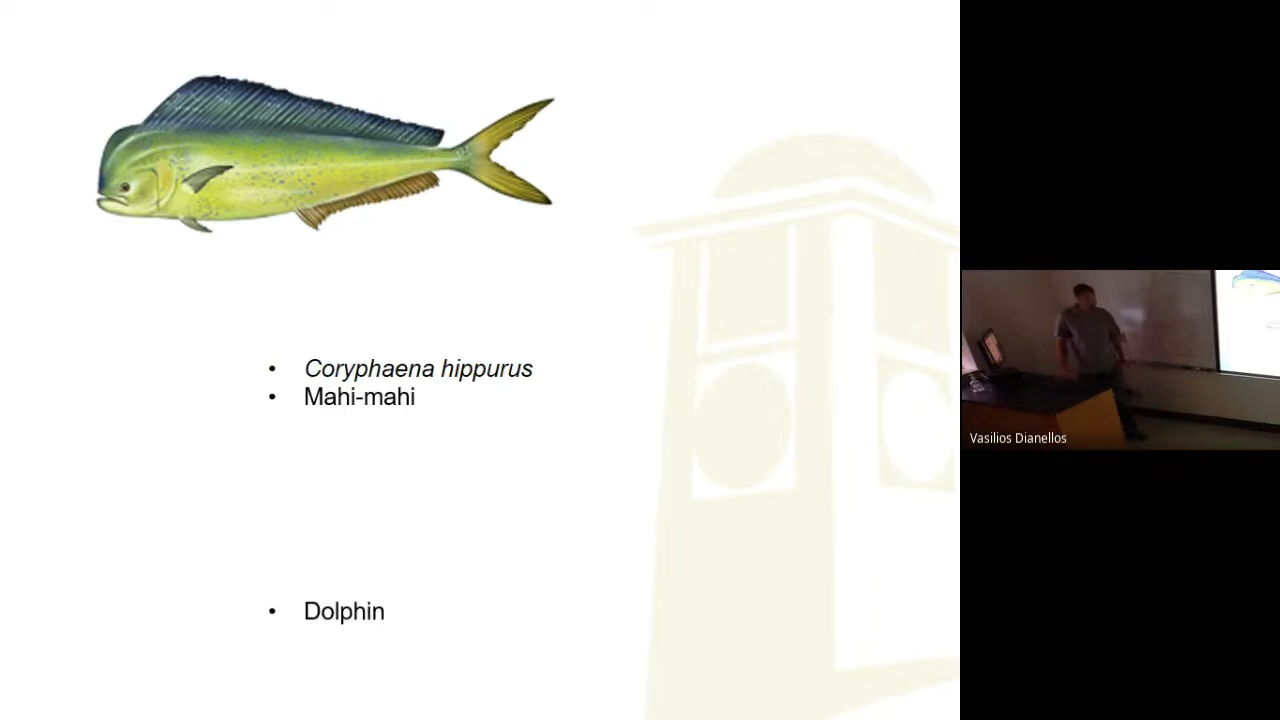 • Coryphaena hippurus
• Mahi-mahi
• Dolphin
Vasilios Dianellos